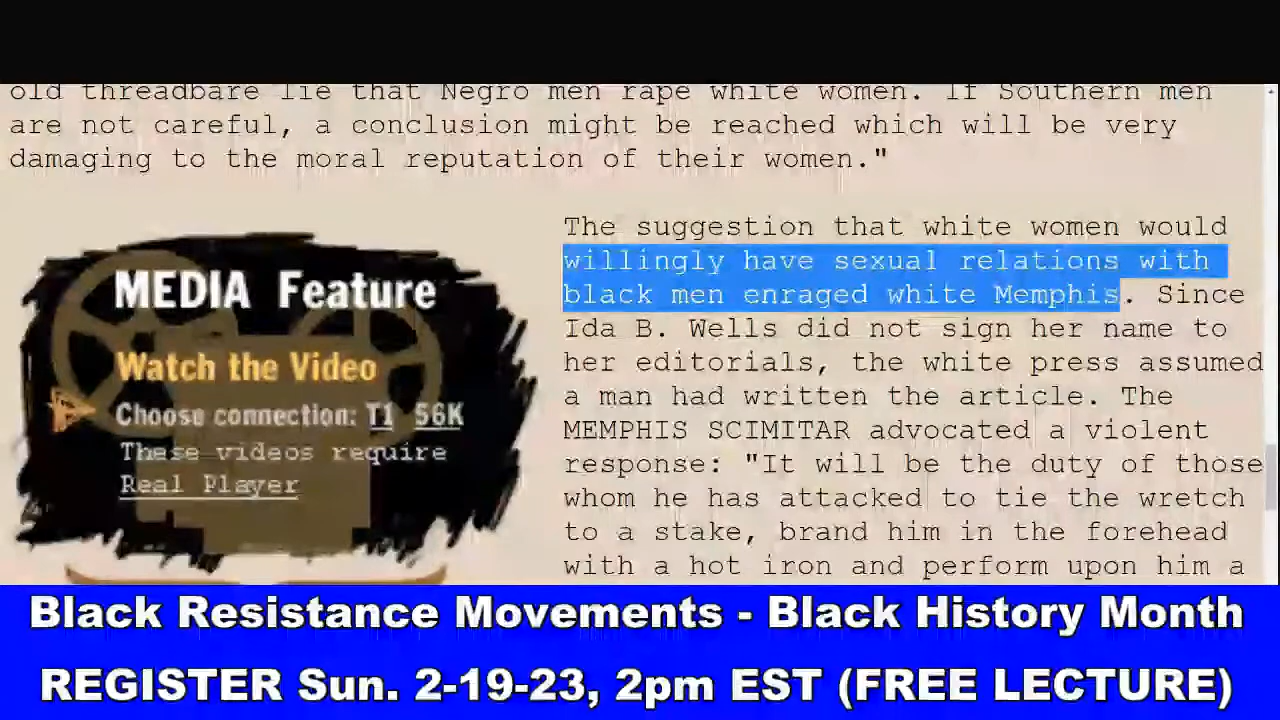 old threadbare lie that Negro men rape white women. If Southern men
are not careful, a conclusion might be reached which will be very
damaging to the moral reputation of their women."
MEDIA Feature
Watch the Video
Choose connection: T1 56K
These videos require
Real Player
The suggestion that white women would
willingly have sexual relations with
black men enraged white Memphis. Since
Ida B. Wells did not sign her name to
her editorials, the white press assumed
a man had written the article. The
MEMPHIS SCIMITAR advocated a violent
response: "It will be the duty of those
whom he has attacked to tie the wretch
to a stake, brand him in the forehead
with a hot iron and perform upon him a
Black Resistance Movements - Black History Month
REGISTER Sun. 2-19-23, 2pm EST (FREE LECTURE)